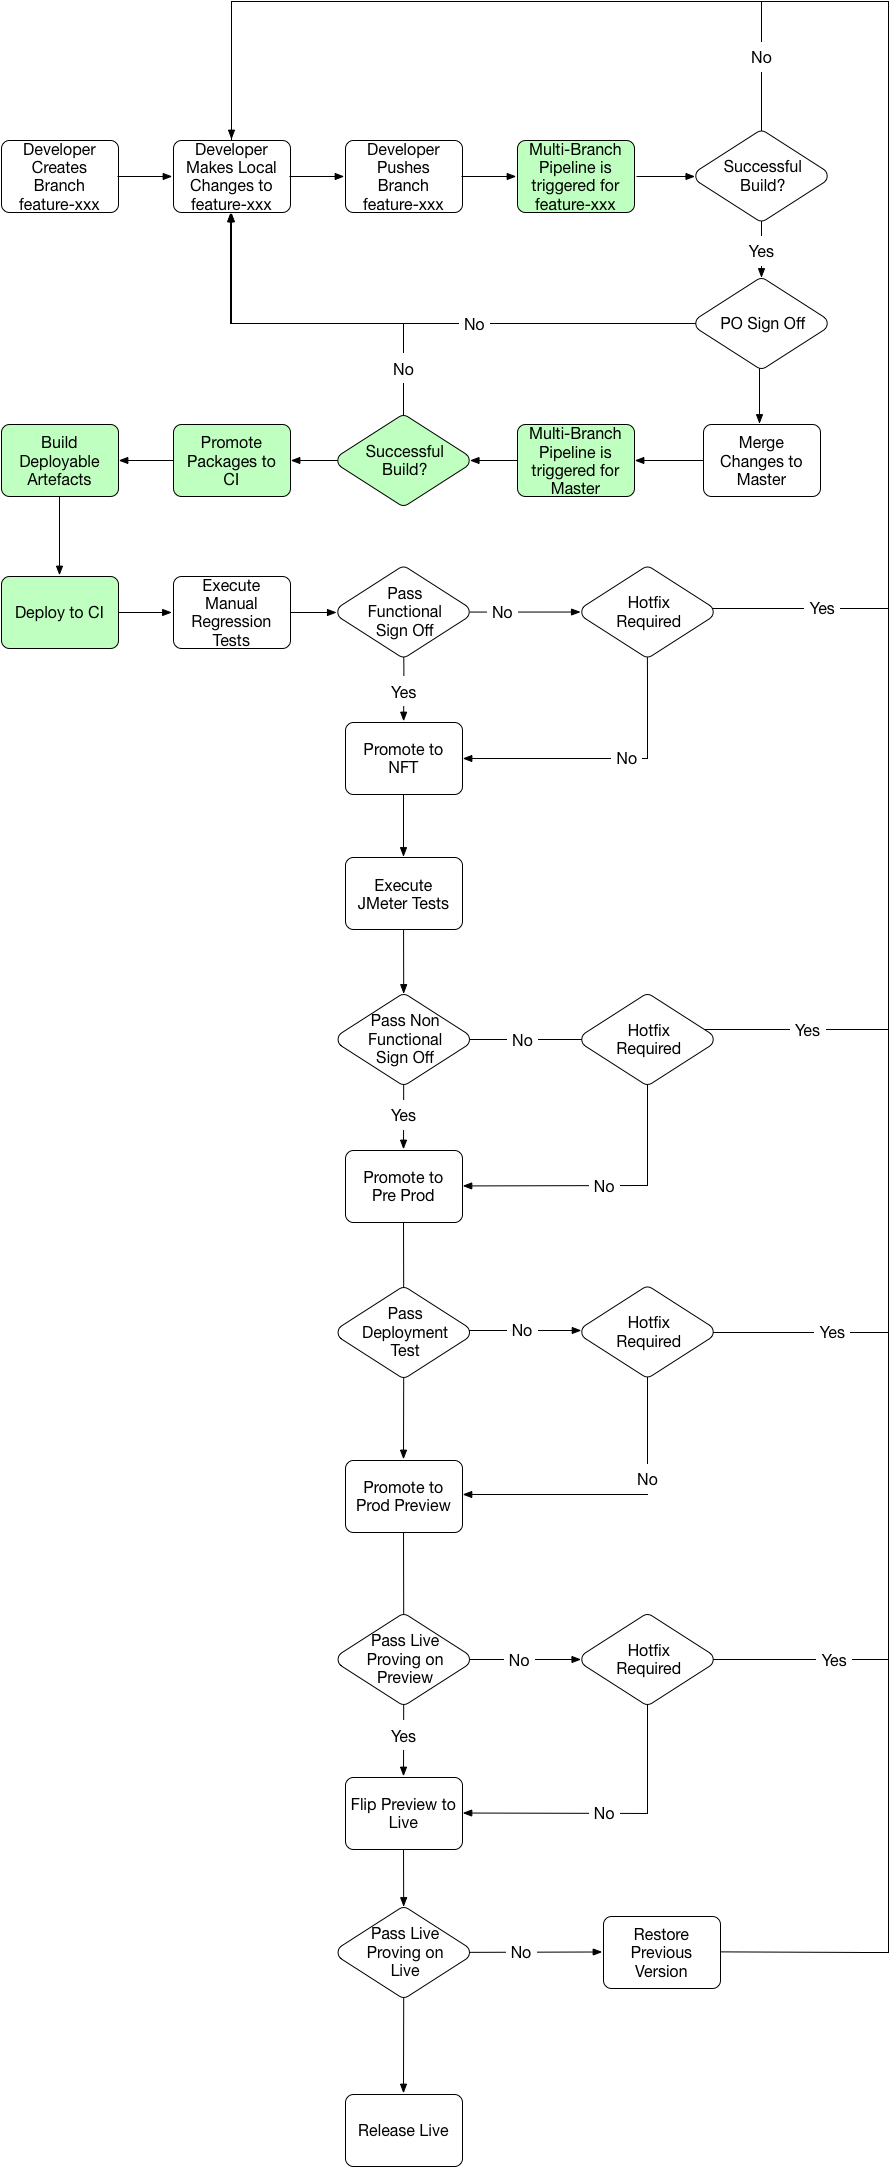 No
Developer
Creates
Branch
feature-xxx
Developer
Makes Local
Changes to
feature-xxx
Developer
Pushes
Branch
feature-xxx
Multi-Branch
Pipeline is
triggered for
feature-xxx
Successful
Build?
Yes
PO Sign Off
No
No
Build
Deployable
Artefacts
Promote
Packages to
CI
Successful
Build?
Multi-Branch
Pipeline is
triggered for
Master
Merge
Changes to
Master
Deploy to CI
Execute
Manual
Regression
Tests
Pass
Functional
Sign Off
No
Hotfix
Required
Yes
Yes
Promote to
NFT
No
Execute
JMeter Tests
Pass Non
Functional
Sign Off
No
Hotfix
Required
Yes
Yes
Promote to
Pre Prod
No
Pass
Deployment
Test
No
Hotfix
Required
Yes
No
Promote to
Prod Preview
Pass Live
Proving on
Preview
No
Hotfix
Required
Yes
Yes
Flip Preview to
Live
No
Pass Live
Proving on
Live
No
Restore
Previous
Version
Release Live